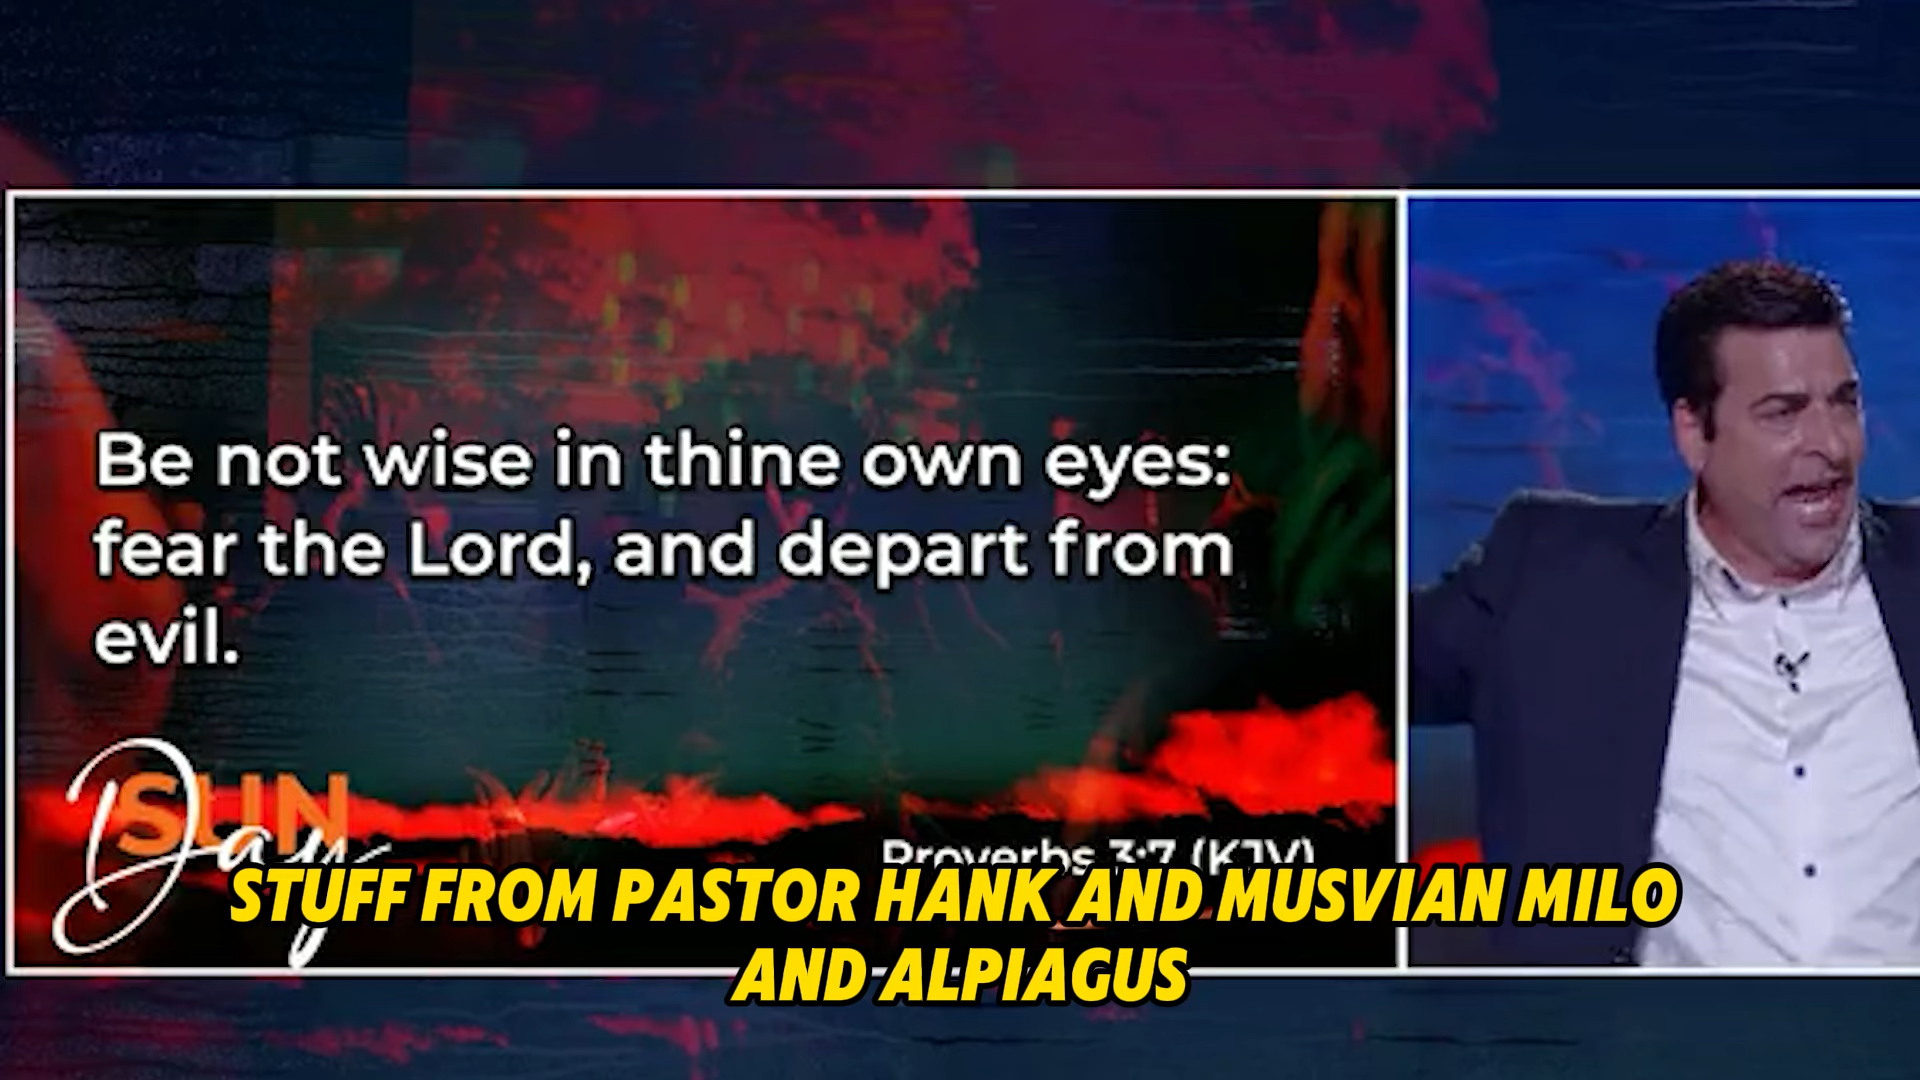 Be not wise in thine own eyes:
fear the Lord, and depart from
evil.
SUN
Day
Proverbs 3:7 (KJV)
STUFF FROM PASTOR HANK AND MUSVIAN MILO
AND ALPIAGUS